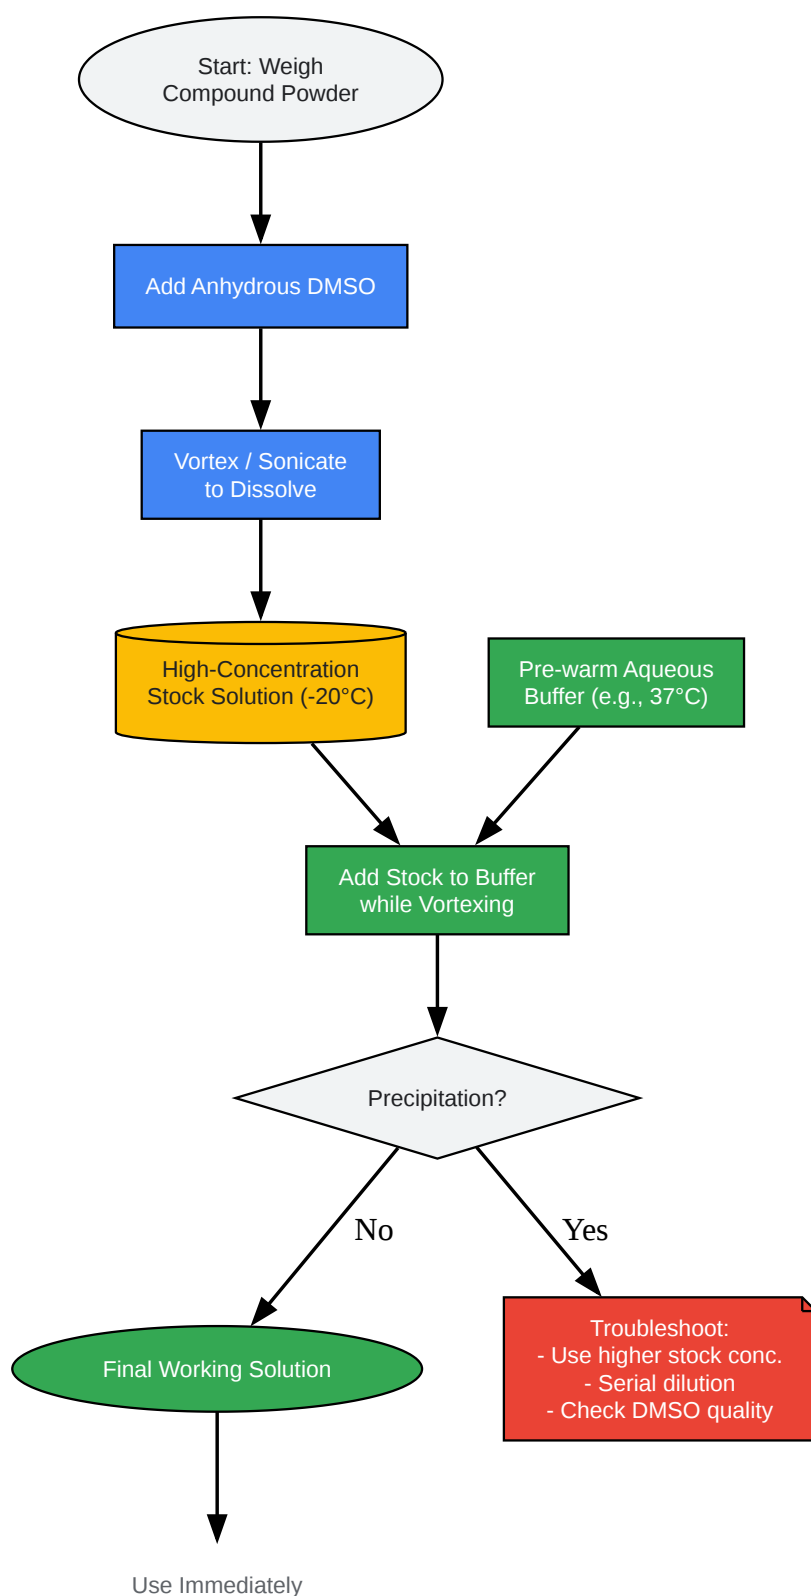 Start: Weigh
Compound Powder
Add Anhydrous DMSO
Vortex / Sonicate
to Dissolve
High-Concentration
Stock Solution (-20°C)
Pre-warm Aqueous
Buffer (e.g., 37°C)
Add Stock to Buffer
while Vortexing
Precipitation?
No
Yes
Final Working Solution
Troubleshoot:
- Use higher stock conc.
- Serial dilution
- Check DMSO quality
Use Immediately